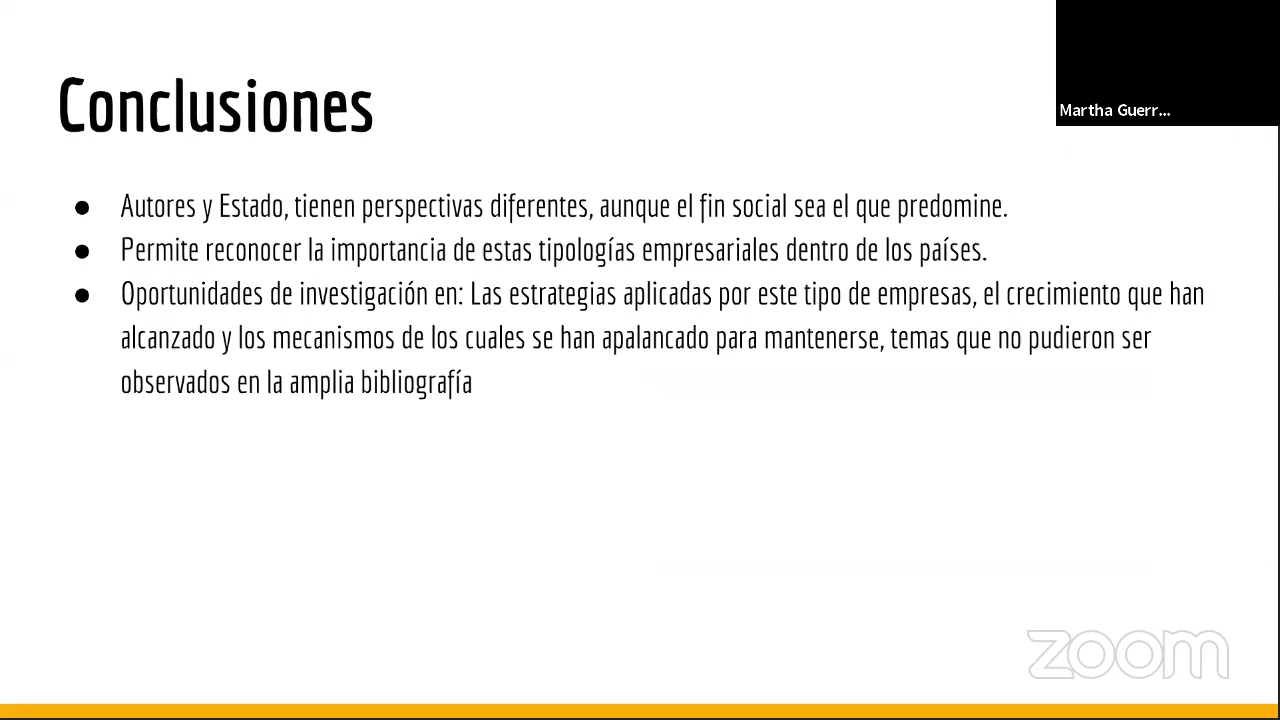 Martha Guerr...
Conclusiones
● Autores y Estado, tienen perspectivas diferentes, aunque el fin social sea el que predomine.
● Permite reconocer la importancia de estas tipologías empresariales dentro de los países.
● Oportunidades de investigación en: Las estrategias aplicadas por este tipo de empresas, el crecimiento que han
alcanzado y los mecanismos de los cuales se han apalancado para mantenerse, temas que no pudieron ser
observados en la amplia bibliografía
zoom